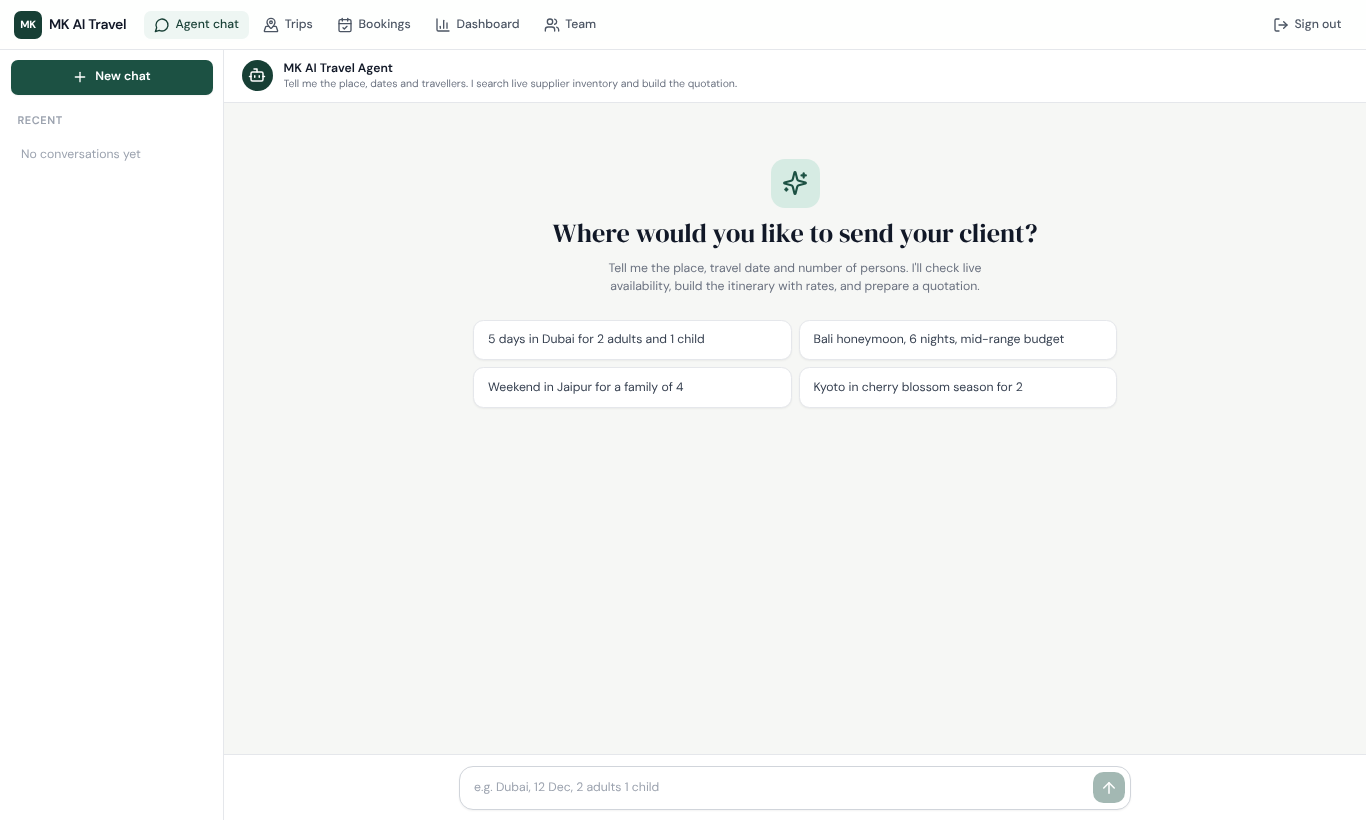 MK
MK AI Travel
Agent chat
Trips
Bookings
Dashboard
Team
Sign out
New chat
RECENT
No conversations yet
MK AI Travel Agent
Tell me the place, dates and travellers. I search live supplier inventory and build the quotation.
Where would you like to send your client?
Tell me the place, travel date and number of persons. I'll check live
availability, build the itinerary with rates, and prepare a quotation.
5 days in Dubai for 2 adults and 1 child
Bali honeymoon, 6 nights, mid-range budget
Weekend in Jaipur for a family of 4
Kyoto in cherry blossom season for 2
e.g. Dubai, 12 Dec, 2 adults 1 child